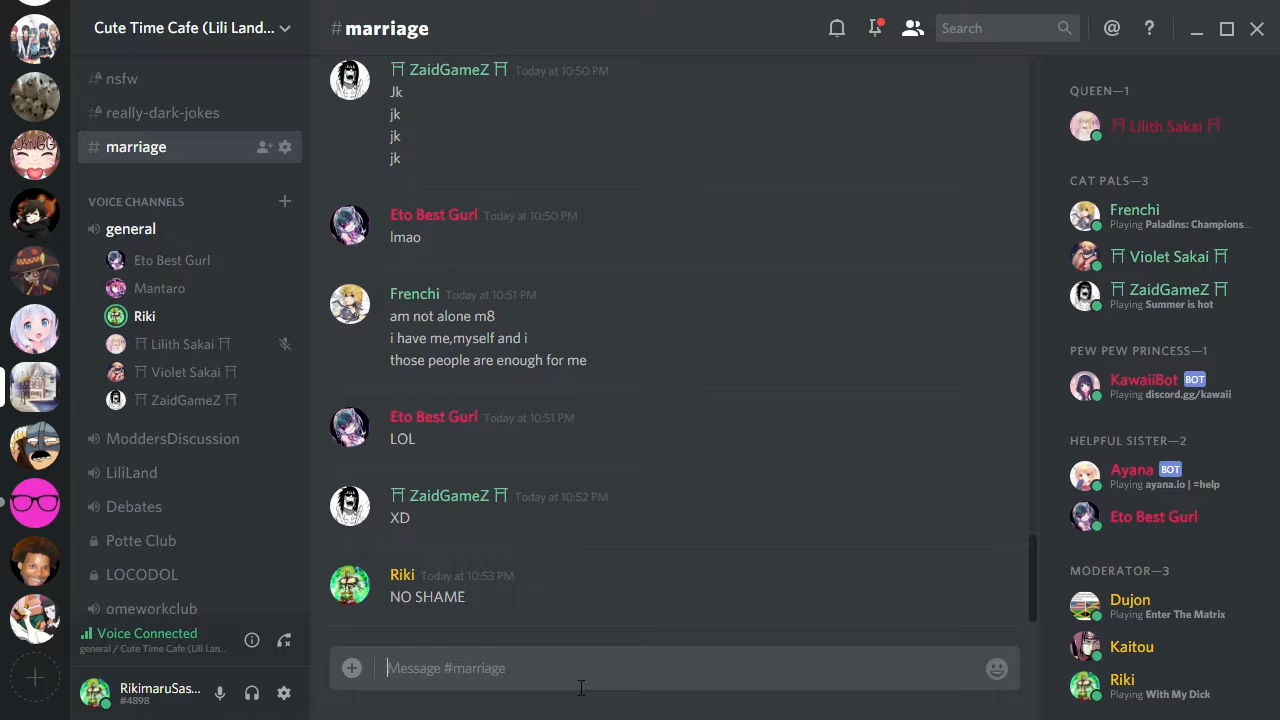 Cute Time Cafe (Lili Land...
# marriage
Search
@
?
nsfw
really-dark-jokes
# marriage
VOICE CHANNELS
general
Eto Best Gurl
Mantaro
Riki
⛩ Lilith Sakai ⛩
⛩ Violet Sakai ⛩
⛩ ZaidGameZ ⛩
ModdersDiscussion
LiliLand
Debates
Potte Club
LOCODOL
omeworkclub
Voice Connected
general / Cute Time Cafe (Lili Lan...
RikimaruSas...
#4898
⛩ ZaidGameZ ⛩ Today at 10:50 PM
Jk
jk
jk
jk
Eto Best Gurl Today at 10:50 PM
lmao
Frenchi Today at 10:51 PM
am not alone m8
i have me,myself and i
those people are enough for me
Eto Best Gurl Today at 10:51 PM
LOL
⛩ ZaidGameZ ⛩ Today at 10:52 PM
XD
Riki Today at 10:53 PM
NO SHAME
Message #marriage
QUEEN—1
⛩ Lilith Sakai ⛩
CAT PALS—3
Frenchi
Playing Paladins: Champions...
⛩ Violet Sakai ⛩
⛩ ZaidGameZ ⛩
Playing Summer is hot
PEW PEW PRINCESS—1
KawaiiBot BOT
Playing discord.gg/kawaii
HELPFUL SISTER—2
Ayana BOT
Playing ayana.io | =help
Eto Best Gurl
MODERATOR—3
Dujon
Playing Enter The Matrix
Kaitou
Riki
Playing With My Dick